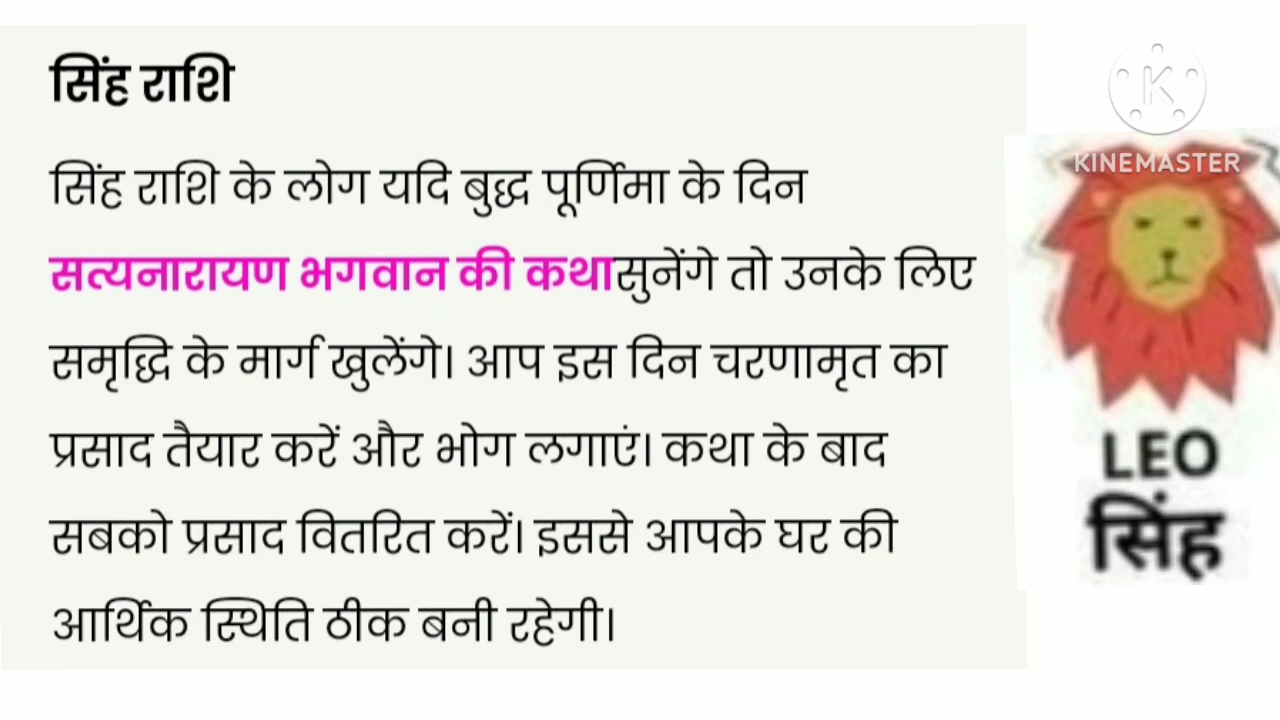 सिंह राशि
सिंह राशि के लोग यदि बुद्ध पूर्णिमा के दिन
सत्यनारायण भगवान की कथासुनेंगे तो उनके लिए
समृद्धि के मार्ग खुलेंगे। आप इस दिन चरणामृत का
प्रसाद तैयार करें और भोग लगाएं। कथा के बाद
सबको प्रसाद वितरित करें। इससे आपके घर की
आर्थिक स्थिति ठीक बनी रहेगी।
K
KINEMASTER
LEO
सिंह